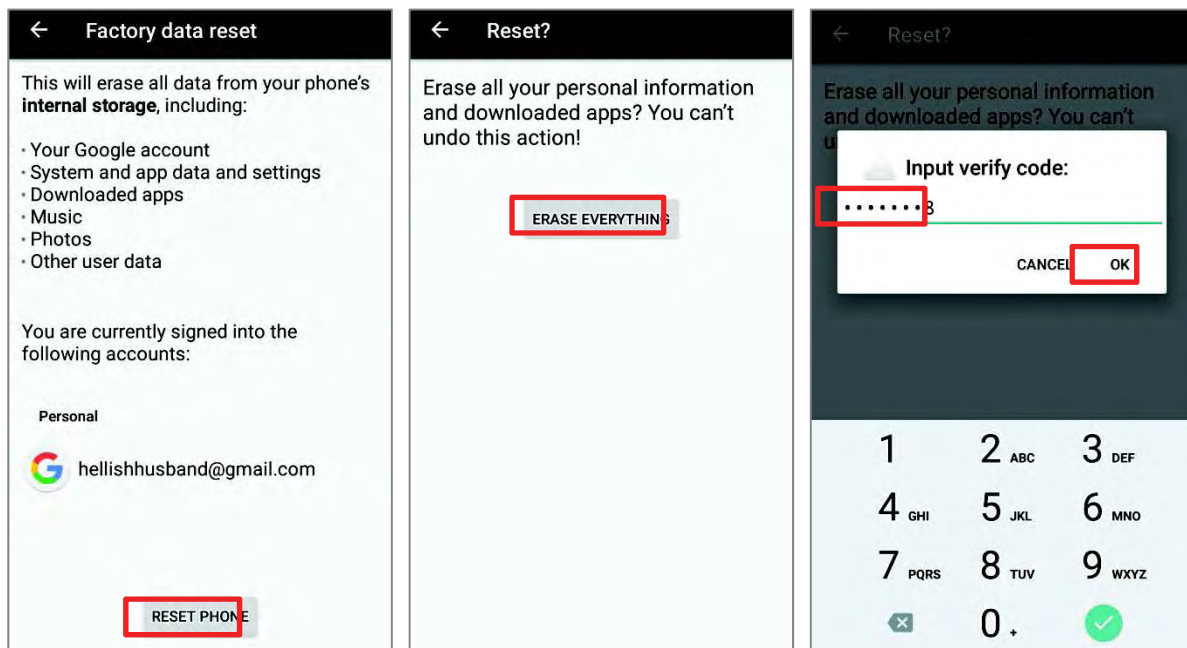 Factory data reset
This will erase all data from your phone's
internal storage, including:
· Your Google account
· System and app data and settings
· Downloaded apps
· Music
· Photos
· Other user data
You are currently signed into the
following accounts:
Personal
G
hellishhusband@gmail.com
RESET PHONE
Reset?
Erase all your personal information
and downloaded apps? You can't
undo this action!
ERASE EVERYTHING
Reset?
Erase all your personal information
and downloaded apps? You can't
u
Input verify code:
•••••••8
CANCEL OK
1 2 ABC 3 DEF
4 GHI 5 JKL 6 MNO
7 PQRS 8 TUV 9 WXYZ
0 +